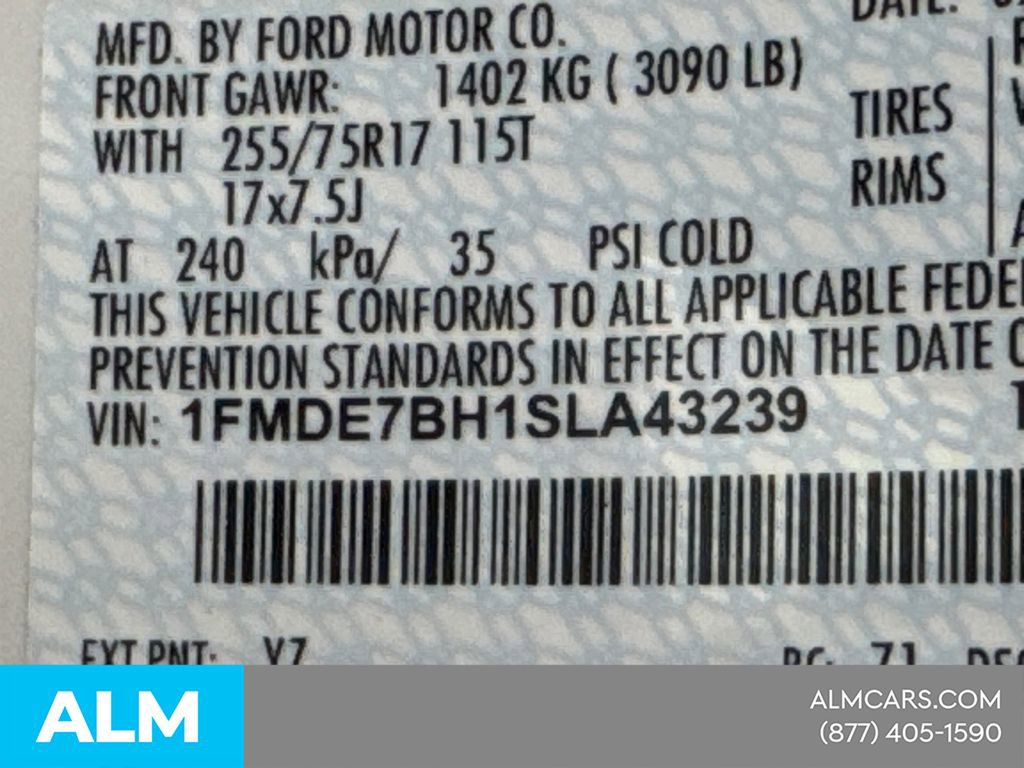 MFD. BY FORD MOTOR CO.
FRONT GAWR: 1402 KG ( 3090 LB)
WITH 255/75R17 115T
17x7.5J
TIRES
RIMS
AT 240 kPa/ 35 PSI COLD
THIS VEHICLE CONFORMS TO ALL APPLICABLE
PREVENTION STANDARDS IN EFFECT ON THE DATE
VIN: 1FMDE7BH1SLA43239
EXT PNT: 
ALM
ALMCARS.COM
(877) 405-1590